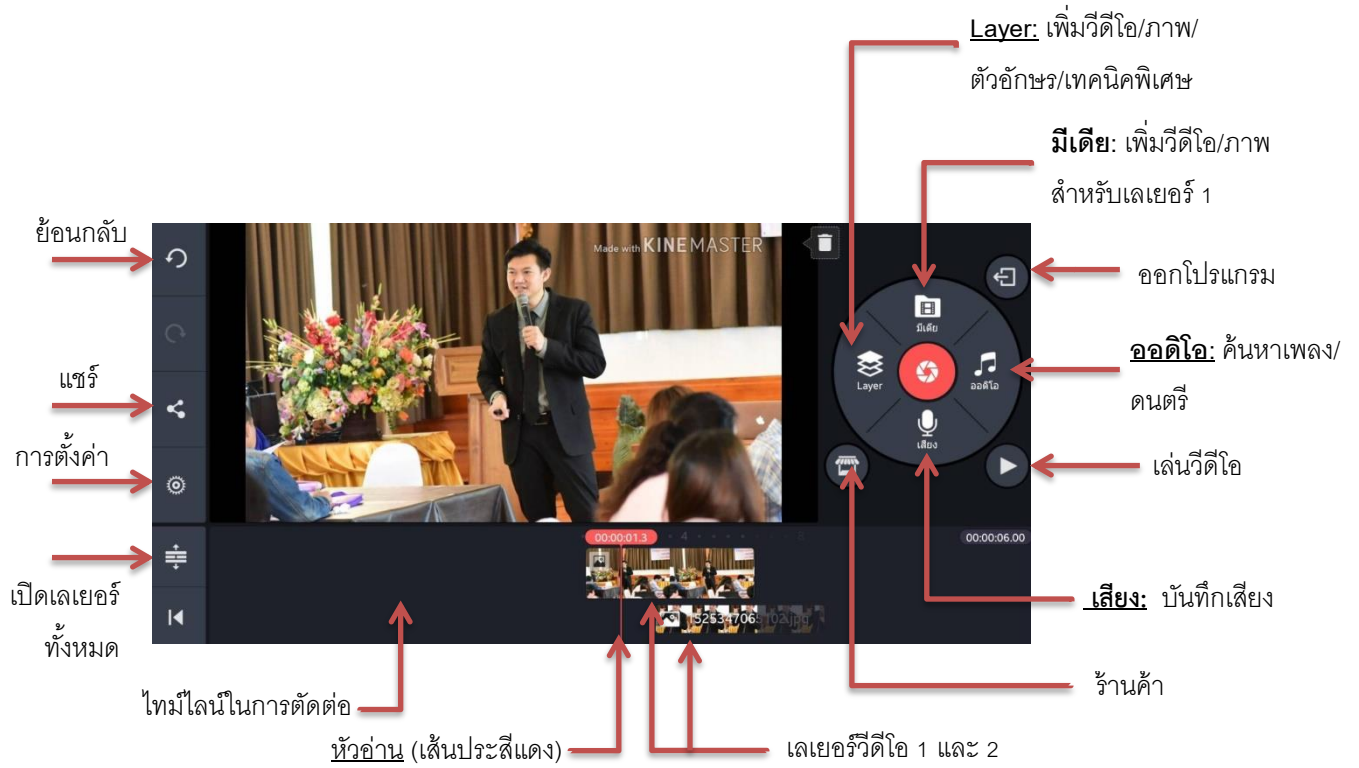 Layer: เพิ่มวีดีโอ/ภาพ/
ตัวอักษร/เทคนิคพิเศษ
มีเดีย: เพิ่มวีดีโอ/ภาพ
สำหรับเลเยอร์ 1
ย้อนกลับ
Made with KINEMASTER
ออกโปรแกรม
มีเดีย
Layer
ออดิโอ
เสียง
ออดิโอ: ค้นหาเพลง/
ดนตรี
แชร์
การตั้งค่า
เล่นวีดีโอ
00:00:01.3
4
8
00:00:06.00
เปิดเลเยอร์
ทั้งหมด
เสียง: บันทึกเสียง
1525347065102.jpg
ร้านค้า
ไทม์ไลน์ในการตัดต่อ
หัวอ่าน (เส้นประสีแดง)
เลเยอร์วีดีโอ 1 และ 2